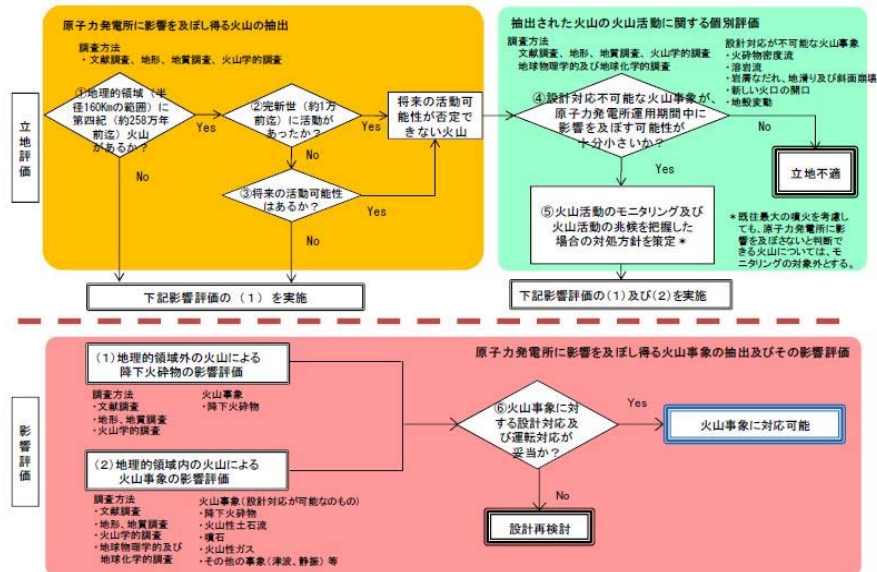 原子力発電所に影響を及ぼし得る火山の抽出
調査方法
・文献調査、地形、地質調査、火山学的調査
①地理的領域（半
径160Kmの範囲）に
第四紀（約258万年
前迄）火山
があるか？
Yes
No
②完新世（約1万年
前迄）に活動が
あったか？
Yes
No
将来の活動可
能性が否定で
きない火山
③将来の活動可能性
はあるか？
Yes
No
下記影響評価の（1）を実施
立地評価
抽出された火山の火山活動に関する個別評価
調査方法
・文献調査、地形、地質調査、火山学的調査
地球物理学的及び地球化学的調査
設計対応が不可能な火山事象
・火砕物密度流
・溶岩流
・岩屑なだれ、地滑り及び斜面崩壊
・新しい火口の開口
・地殻変動
④設計対応不可能な火山事象が、
原子力発電所運用期間中に
影響を及ぼす可能性が
十分小さいか？
No
Yes
立地不適
⑤火山活動のモニタリング及び
火山活動の兆候を把握した
場合の対処方針を策定＊
＊既往最大の噴火を考慮し
ても、原子力発電所に影
響を及ぼさないと判断で
きる火山については、モ
ニタリングの対象外とする。
下記影響評価の（1）及び（2）を実施
影響評価
原子力発電所に影響を及ぼし得る火山事象の抽出及びその影響評価
（1）地理的領域外の火山による
降下火砕物の影響評価
調査方法
・文献調査
・地形、地質調査
・火山学的調査
火山事象
・降下火砕物
（2）地理的領域内の火山による
火山事象の影響評価
調査方法
・文献調査
・地形、地質調査
・火山学的調査
・地球物理学的及び
地球化学的調査
火山事象（設計対応が可能なのもの）
・降下火砕物
・火山性土石流
・噴石
・火山性ガス
・その他の事象（津波、静振）等
⑥火山事象に対
する設計対応及
び運転対応が
妥当か？
Yes
No
火山事象に対応可能
設計再検討